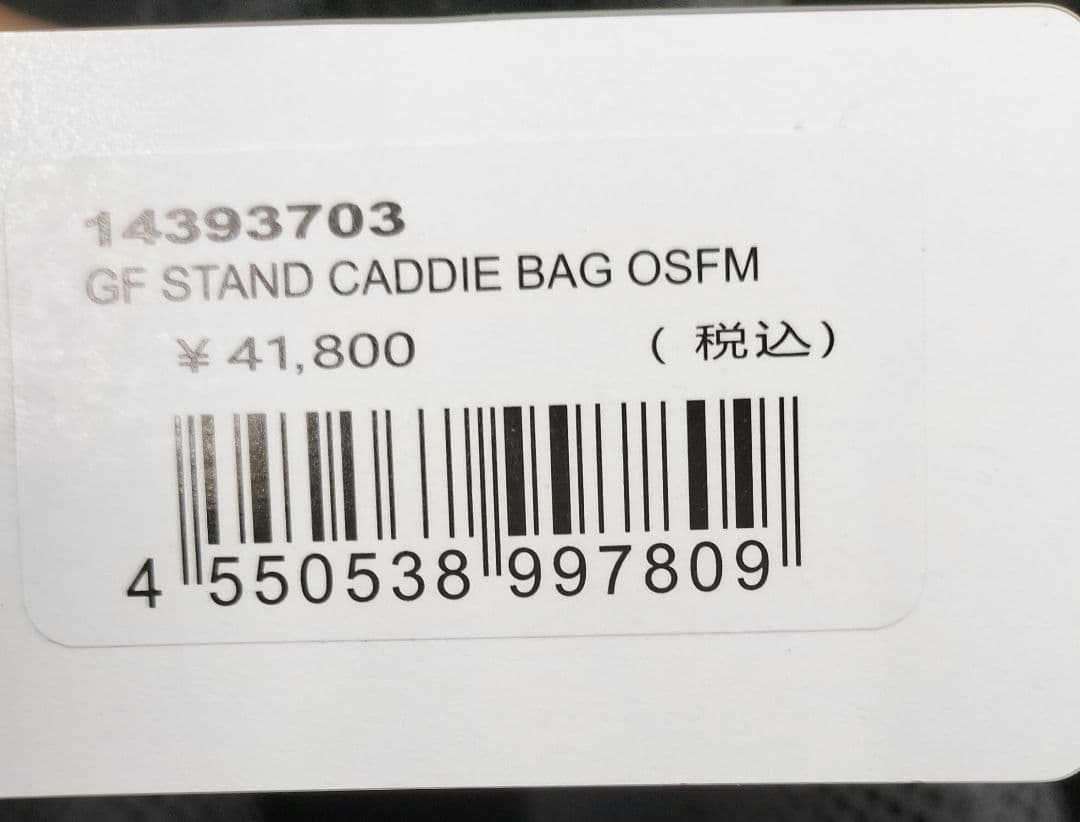 14393703
GF STAND CADDIE BAG OSFM
¥ 41,800 ( 税込)
4 550538 997809